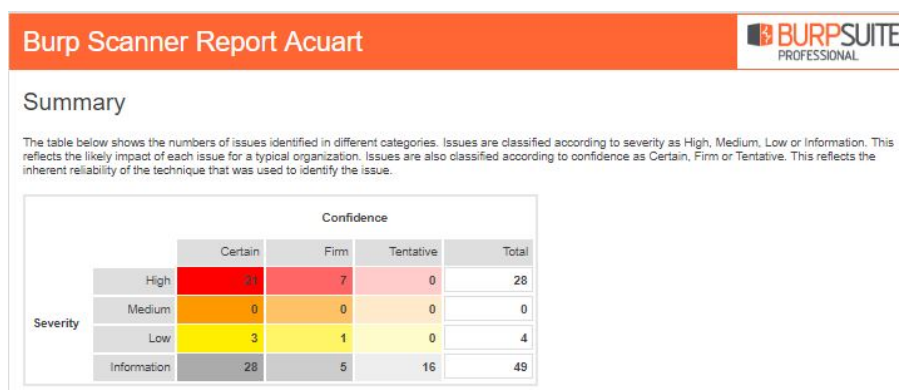 Burp Scanner Report Acuart
BURPSUITE
PROFESSIONAL
Summary
The table below shows the numbers of issues identified in different categories. Issues are classified according to severity as High, Medium, Low or Information. This
reflects the likely impact of each issue for a typical organization. Issues are also classified according to confidence as Certain, Firm or Tentative. This reflects the
inherent reliability of the technique that was used to identify the issue.
Confidence
Certain Firm Tentative Total
High 21 7 0 28
Medium 0 0 0 0
Severity
Low 3 1 0 4
Information 28 5 16 49